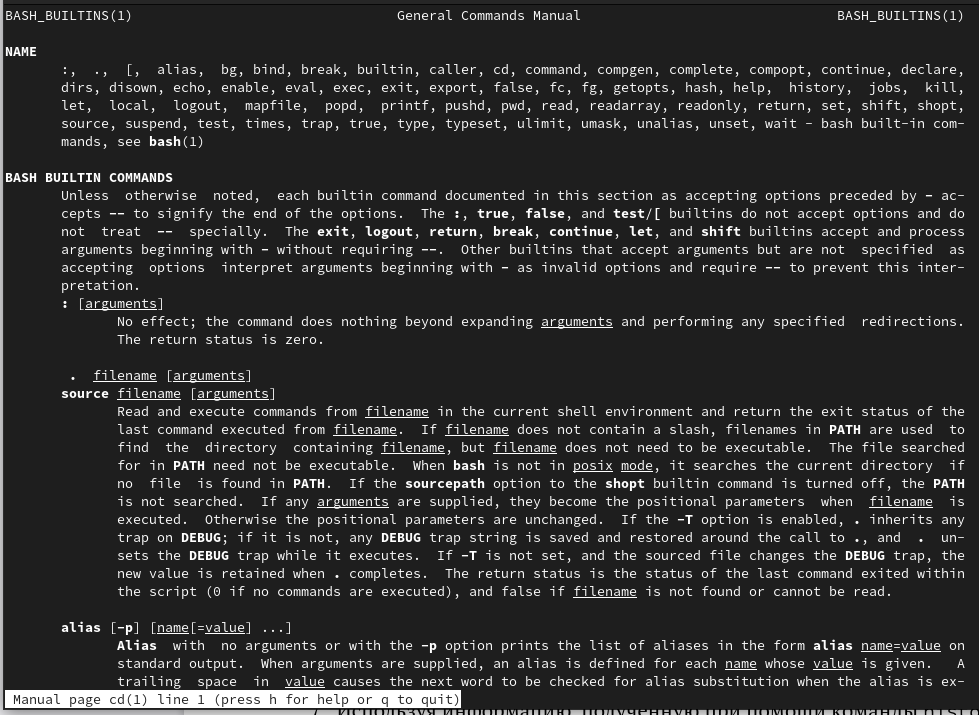 BASH_BUILTINS(1) General Commands Manual BASH_BUILTINS(1)
NAME
:, ., [, alias, bg, bind, break, builtin, caller, cd, command, compgen, complete, compopt, continue, declare,
dirs, disown, echo, enable, eval, exec, exit, export, false, fc, fg, getopts, hash, help, history, jobs, kill,
let, local, logout, mapfile, popd, printf, pushd, pwd, read, readarray, readonly, return, set, shift, shopt,
source, suspend, test, times, trap, true, type, typeset, ulimit, umask, unalias, unset, wait - bash built-in com-
mands, see bash(1)
BASH BUILTIN COMMANDS
Unless otherwise noted, each builtin command documented in this section as accepting options preceded by - ac-
cepts -- to signify the end of the options. The :, true, false, and test/[ builtins do not accept options and do
not treat -- specially. The exit, logout, return, break, continue, let, and shift builtins accept and process
arguments beginning with - without requiring --. Other builtins that accept arguments but are not specified as
accepting options interpret arguments beginning with - as invalid options and require -- to prevent this inter-
pretation.
: [arguments]
No effect; the command does nothing beyond expanding arguments and performing any specified redirections.
The return status is zero.
. filename [arguments]
source filename [arguments]
Read and execute commands from filename in the current shell environment and return the exit status of the
last command executed from filename. If filename does not contain a slash, filenames in PATH are used to
find the directory containing filename, but filename does not need to be executable. The file searched
for in PATH need not be executable. When bash is not in posix mode, it searches the current directory if
no file is found in PATH. If the sourcepath option to the shopt builtin command is turned off, the PATH
is not searched. If any arguments are supplied, they become the positional parameters when filename is
executed. Otherwise the positional parameters are unchanged. If the -T option is enabled, . inherits any
trap on DEBUG; if it is not, any DEBUG trap string is saved and restored around the call to ., and . un-
sets the DEBUG trap while it executes. If -T is not set, and the sourced file changes the DEBUG trap, the
new value is retained when . completes. The return status is the status of the last command exited within
the script (0 if no commands are executed), and false if filename is not found or cannot be read.
alias [-p] [name[=value] ...]
Alias with no arguments or with the -p option prints the list of aliases in the form alias name=value on
standard output. When arguments are supplied, an alias is defined for each name whose value is given. A
trailing space in value causes the next word to be checked for alias substitution when the alias is ex-
Manual page cd(1) line 1 (press h for help or q to quit)